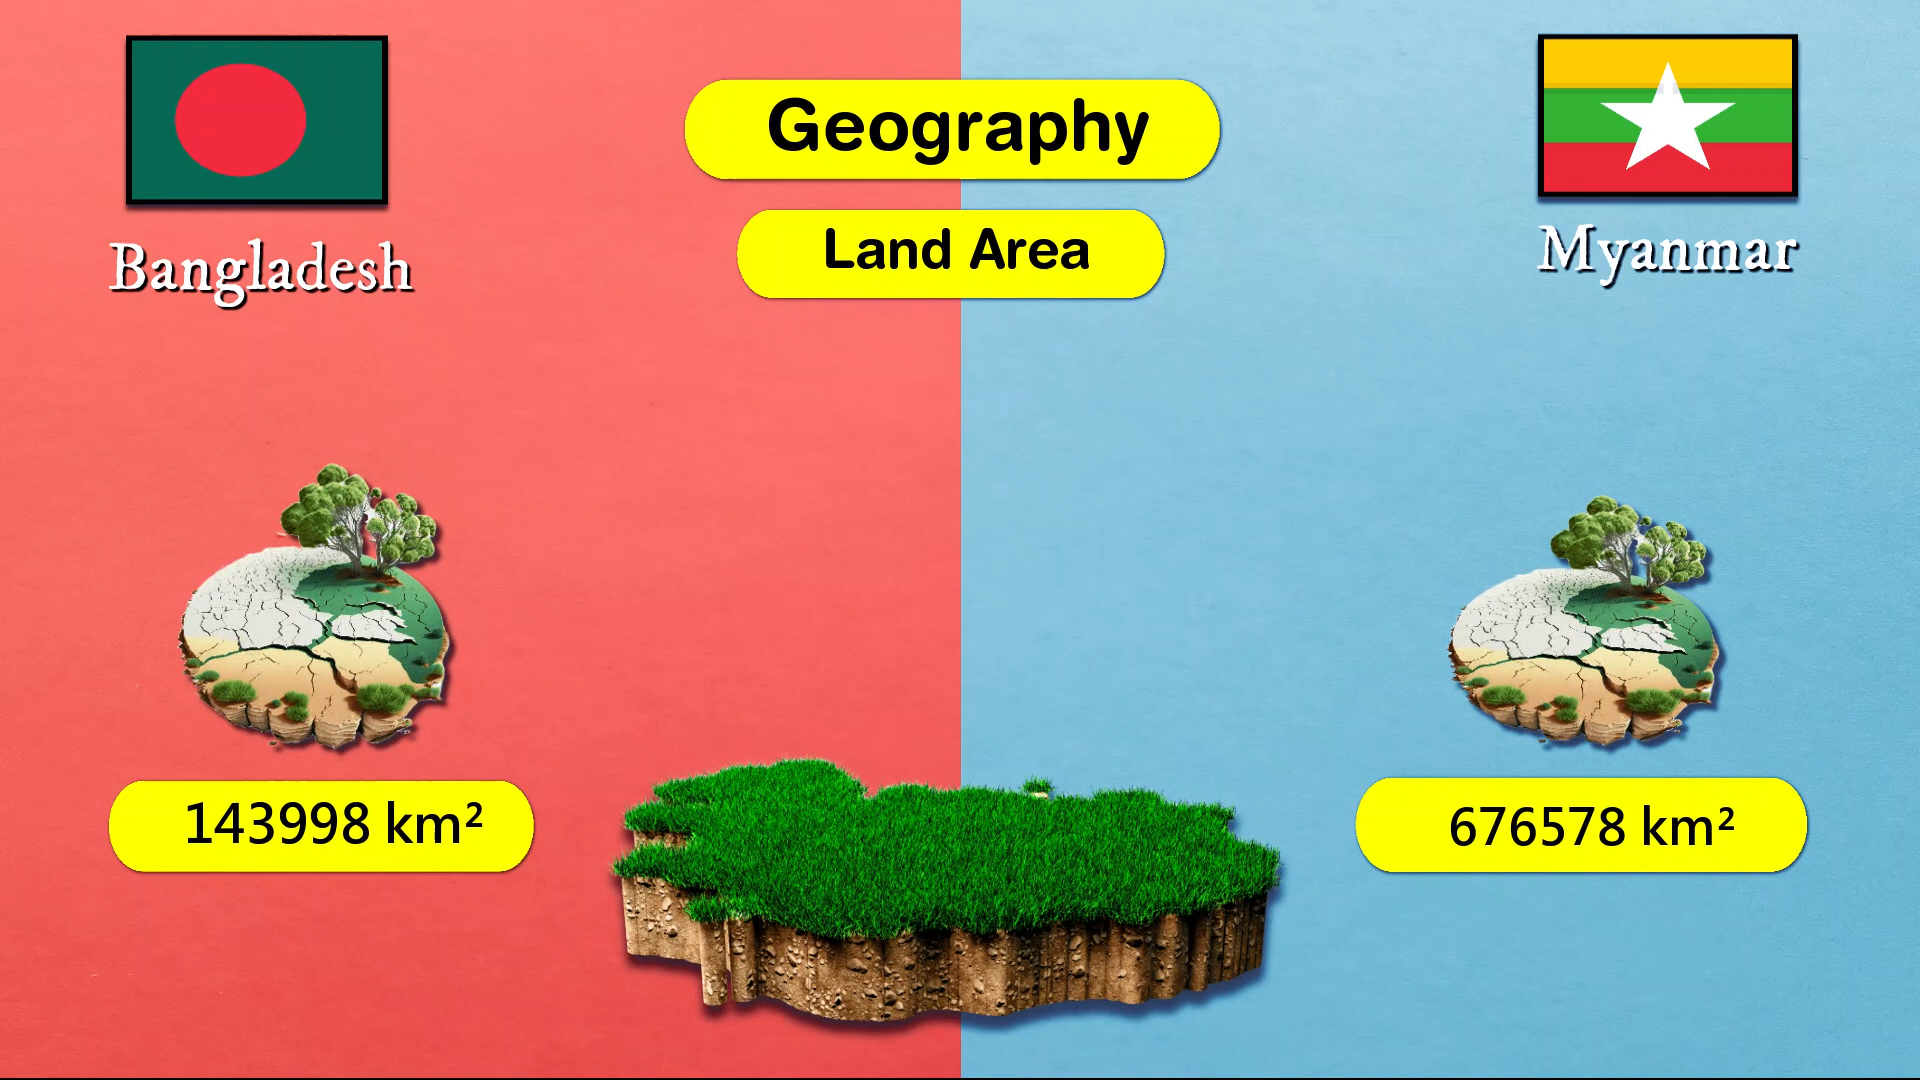 Geography
Land Area
Bangladesh
Myanmar
143998 km²
676578 km²